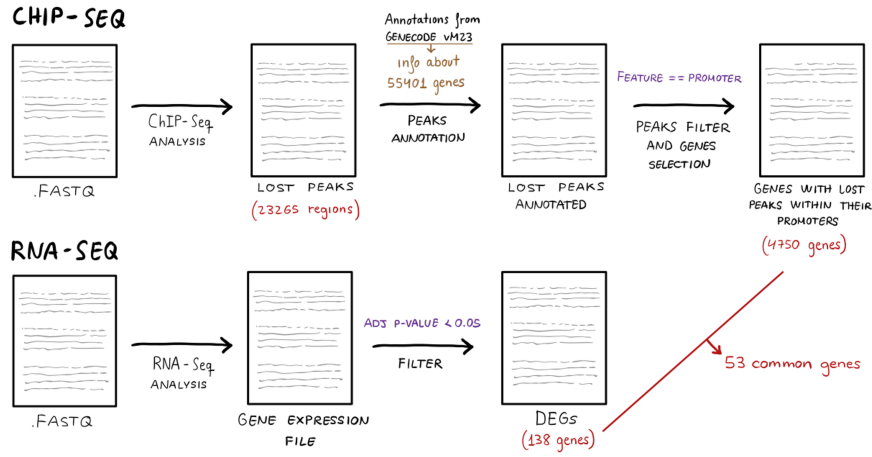 CHIP-SEQ
Annotations from
GENECODE vM23
info about
55401 genes
FEATURE == PROMOTER
ChIP-Seq
ANALYSIS
PEAKS
ANNOTATION
PEAKS FILTER
AND GENES
SELECTION
.FASTQ
LOST PEAKS
(23265 regions)
LOST PEAKS
ANNOTATED
GENES WITH LOST
PEAKS WITHIN THEIR
PROMOTERS
(4750 genes)
RNA-SEQ
RNA-Seq
ANALYSIS
ADJ P-VALUE < 0.05
FILTER
53 common genes
.FASTQ
GENE EXPRESSION
FILE
DEGs
(138 genes)